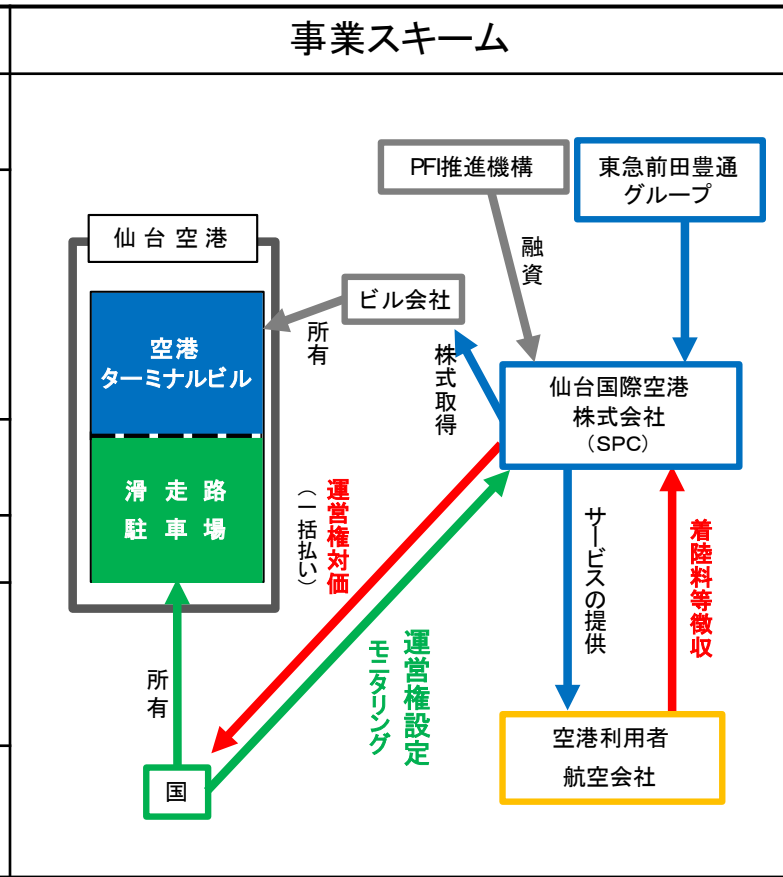 事業スキーム
PFI推進機構
東急前田豊通
グループ
仙台空港
融資
ビル会社
所有
空港
ターミナルビル
株式取得
仙台国際空港
株式会社
（SPC）
滑走路
駐車場
運営権対価
（一括払い）
サービスの提供
着陸料等徴収
運営権設定
モニタリング
所有
空港利用者
航空会社
国